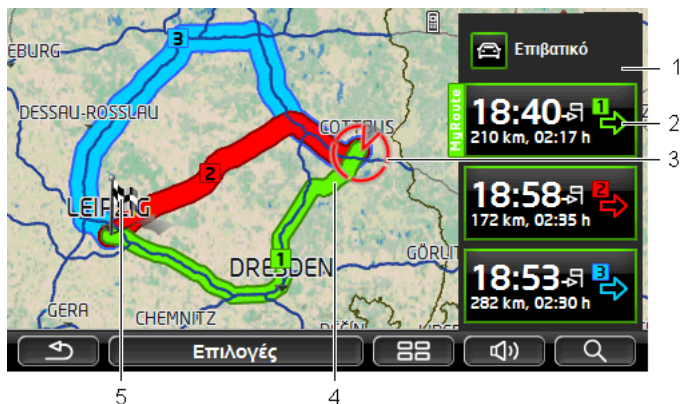 EBURG
3
Επιβατικό
1
DESSAU-ROSSLAU
COTTBUS
MyRoute
18:40
1
2
210 km, 02:17 h
3
2
18:58
2
172 km, 02:35 h
LEIPZIG
DRESDEN
1
GÖRLIT
18:53
3
282 km, 02:30 h
GERA
CHEMNITZ
DĚČÍN
Επιλογές
5
4